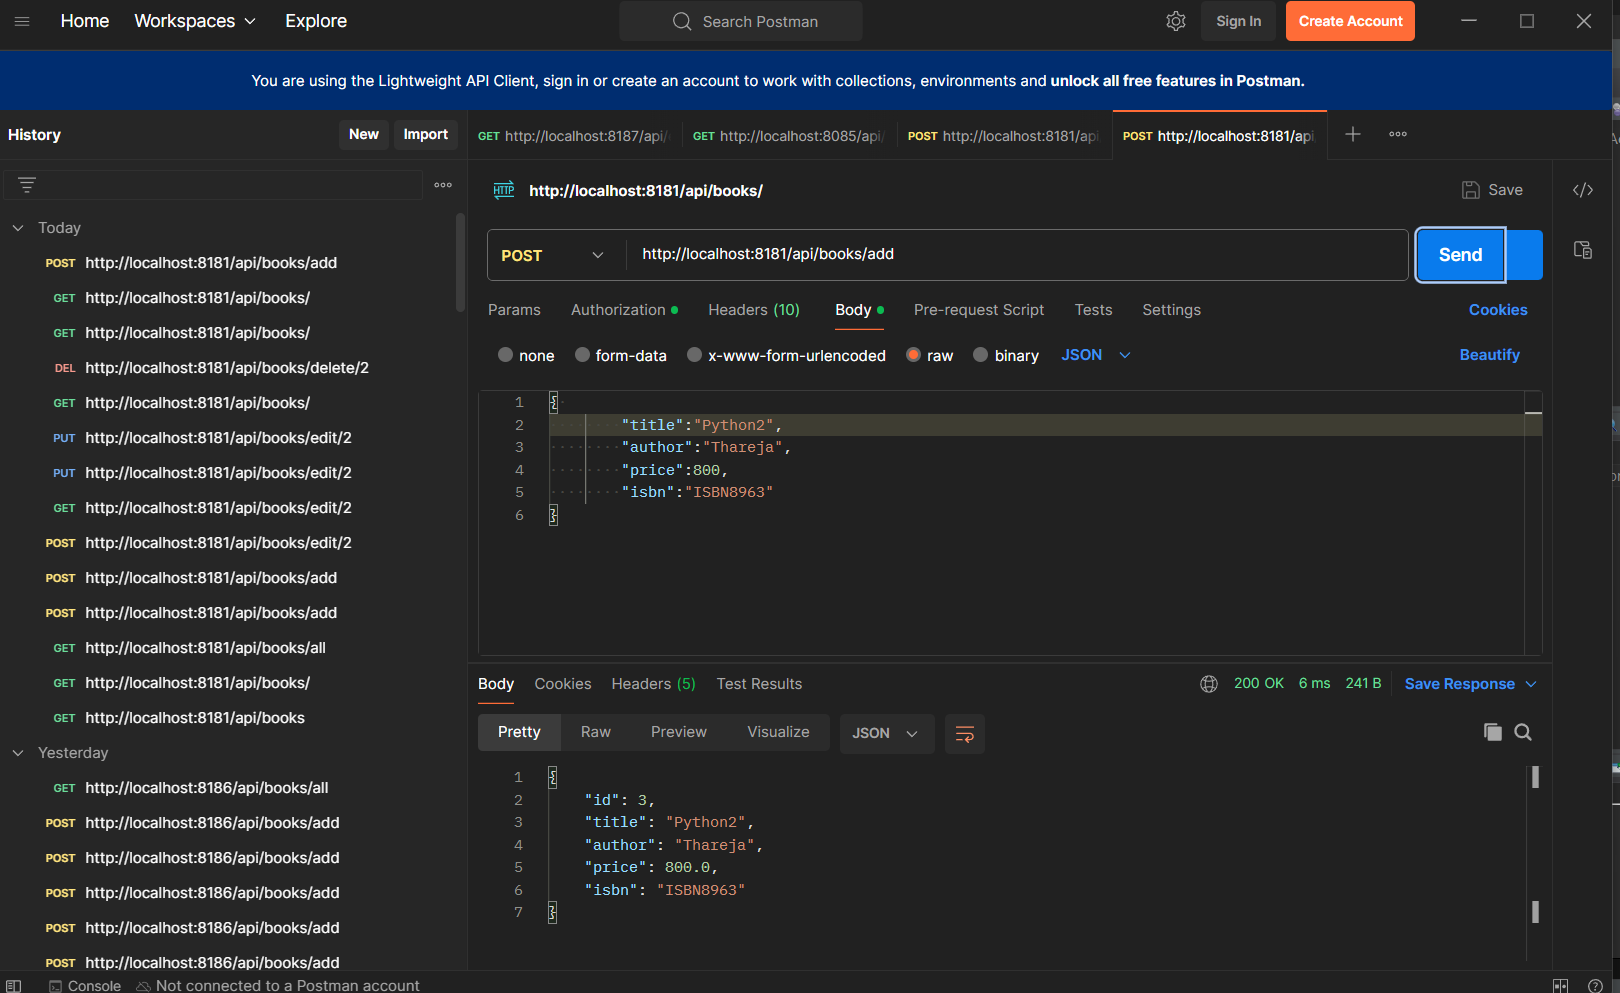 Home Workspaces Explore Search Postman Sign In Create Account
You are using the Lightweight API Client, sign in or create an account to work with collections, environments and unlock all free features in Postman.
History New Import
GET http://localhost:8187/api/ GET http://localhost:8085/api/ POST http://localhost:8181/api POST http://localhost:8181/api
HTTP http://localhost:8181/api/books/ Save
POST http://localhost:8181/api/books/add Send
Params Authorization Headers (10) Body Pre-request Script Tests Settings Cookies
none form-data x-www-form-urlencoded raw binary JSON Beautify
1 {
2 "title":"Python2",
3 "author":"Thareja",
4 "price":800,
5 "isbn":"ISBN8963"
6 }
Today
POST http://localhost:8181/api/books/add
GET http://localhost:8181/api/books/
GET http://localhost:8181/api/books/
DEL http://localhost:8181/api/books/delete/2
GET http://localhost:8181/api/books/
PUT http://localhost:8181/api/books/edit/2
PUT http://localhost:8181/api/books/edit/2
GET http://localhost:8181/api/books/edit/2
POST http://localhost:8181/api/books/edit/2
POST http://localhost:8181/api/books/add
POST http://localhost:8181/api/books/add
GET http://localhost:8181/api/books/all
GET http://localhost:8181/api/books/
GET http://localhost:8181/api/books
Yesterday
GET http://localhost:8186/api/books/all
POST http://localhost:8186/api/books/add
POST http://localhost:8186/api/books/add
POST http://localhost:8186/api/books/add
POST http://localhost:8186/api/books/add
POST http://localhost:8186/api/books/add
Body Cookies Headers (5) Test Results 200 OK 6 ms 241 B Save Response
Pretty Raw Preview Visualize JSON
1 {
2 "id": 3,
3 "title": "Python2",
4 "author": "Thareja",
5 "price": 800.0,
6 "isbn": "ISBN8963"
7 }
Console Not connected to a Postman account